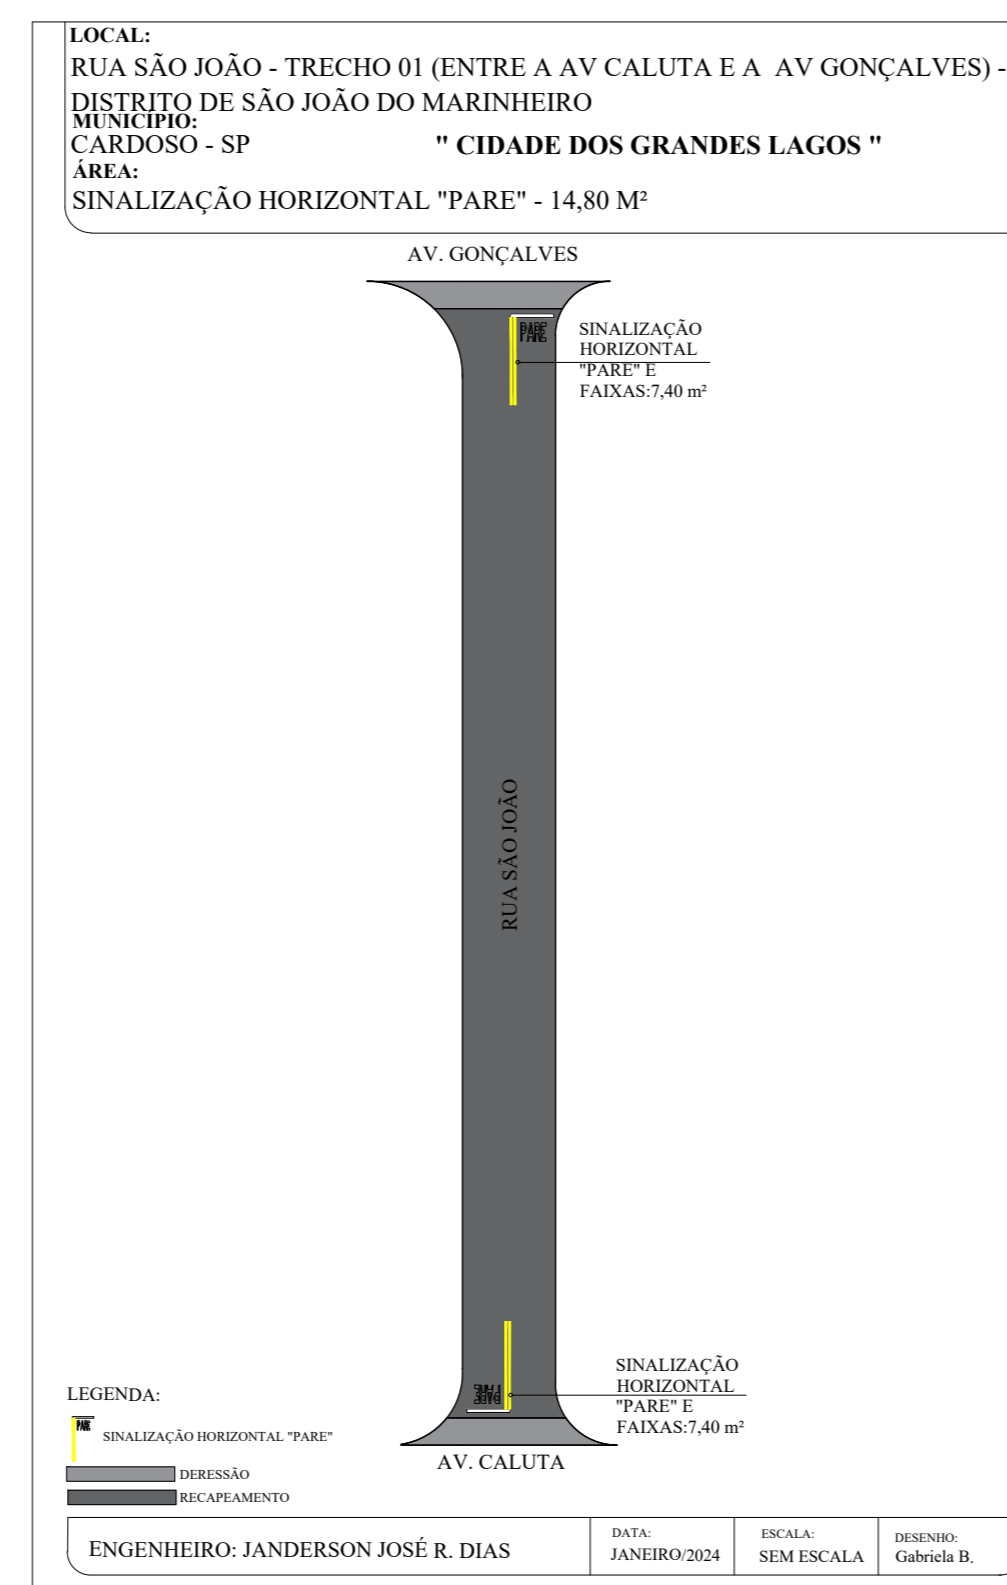 LOCAL:
RUA SÃO JOÃO - TRECHO 01 (ENTRE A AV CALUTA E A AV GONÇALVES) -
DISTRITO DE SÃO JOÃO DO MARINHEIRO
MUNICÍPIO:
CARDOSO - SP " CIDADE DOS GRANDES LAGOS "
ÁREA:
SINALIZAÇÃO HORIZONTAL "PARE" - 14,80 M²
AV. GONÇALVES
PARE
SINALIZAÇÃO
HORIZONTAL
"PARE" E
FAIXAS:7,40 m²
RUA SÃO JOÃO
PARE
SINALIZAÇÃO
HORIZONTAL
"PARE" E
FAIXAS:7,40 m²
AV. CALUTA
LEGENDA:
PARE
SINALIZAÇÃO HORIZONTAL "PARE"
DERESSÃO
RECAPEAMENTO
ENGENHEIRO: JANDERSON JOSÉ R. DIAS
DATA:
JANEIRO/2024
ESCALA:
SEM ESCALA
DESENHO:
Gabriela B.